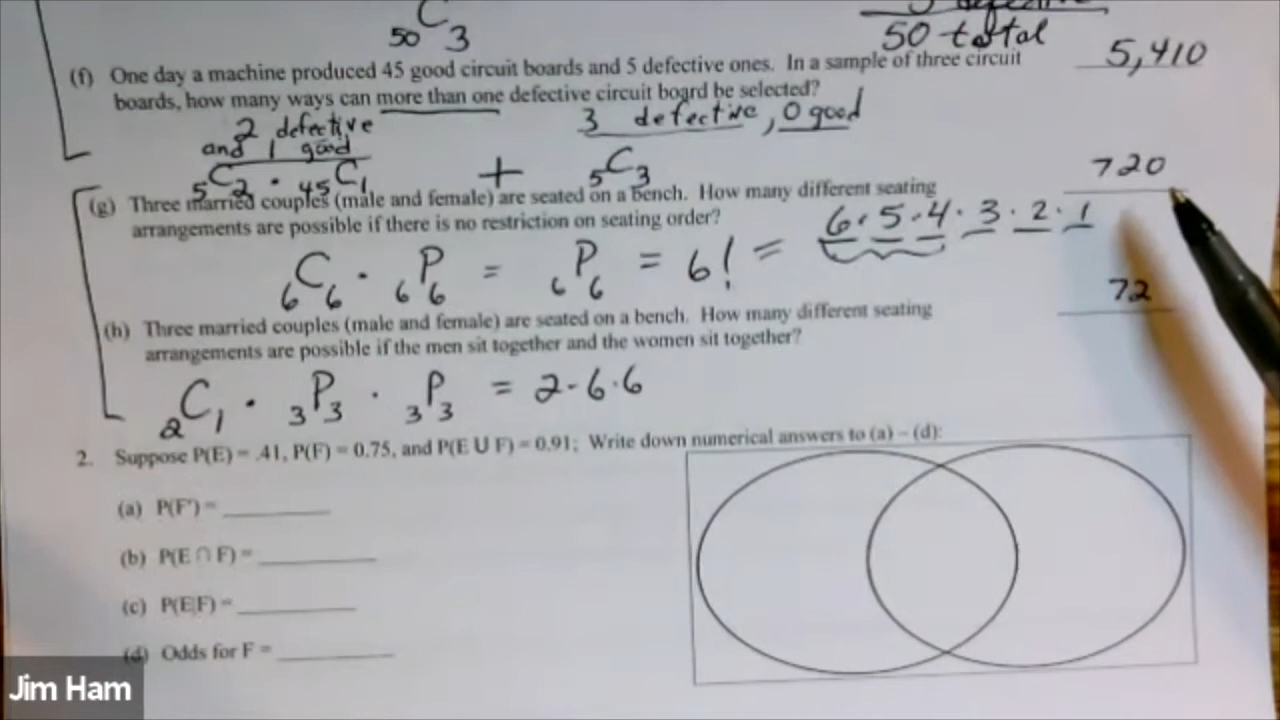 50C3
50 total
5,410
(f) One day a machine produced 45 good circuit boards and 5 defective ones. In a sample of three circuit
boards, how many ways can more than one defective circuit board be selected?
2 defective
and 1 good
3 defective, 0 good
5C2 · 45C1 + 5C3
720
(g) Three married couples (male and female) are seated on a bench. How many different seating
arrangements are possible if there is no restriction on seating order?
6C6 · 6P6 = 6P6 = 6! = 6·5·4·3·2·1
72
(h) Three married couples (male and female) are seated on a bench. How many different seating
arrangements are possible if the men sit together and the women sit together?
2C1 · 3P3 · 3P3 = 2·6·6
2. Suppose P(E) = .41, P(F) = 0.75, and P(E U F) = 0.91; Write down numerical answers to (a) – (d):
(a) P(F') =
(b) P(E ∩ F) =
(c) P(E|F) =
(d) Odds for F =
Jim Ham